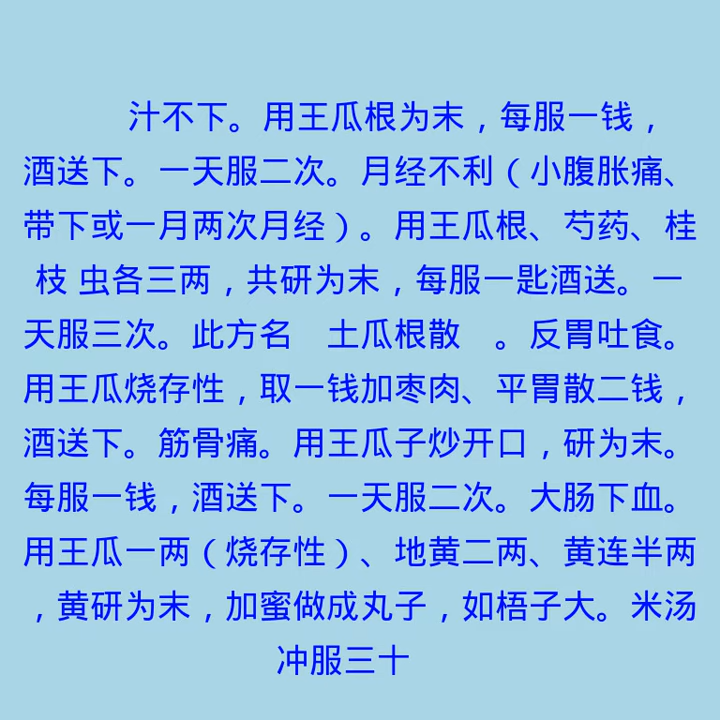 汁不下。用王瓜根为末，每服一钱，
酒送下。一天服二次。月经不利（小腹胀痛、
带下或一月两次月经）。用王瓜根、芍药、桂
枝 虫各三两，共研为末，每服一匙酒送。一
天服三次。此方名　土瓜根散　。反胃吐食。
用王瓜烧存性，取一钱加枣肉、平胃散二钱，
酒送下。筋骨痛。用王瓜子炒开口，研为末。
每服一钱，酒送下。一天服二次。大肠下血。
用王瓜一两（烧存性）、地黄二两、黄连半两
，黄研为末，加蜜做成丸子，如梧子大。米汤
冲服三十